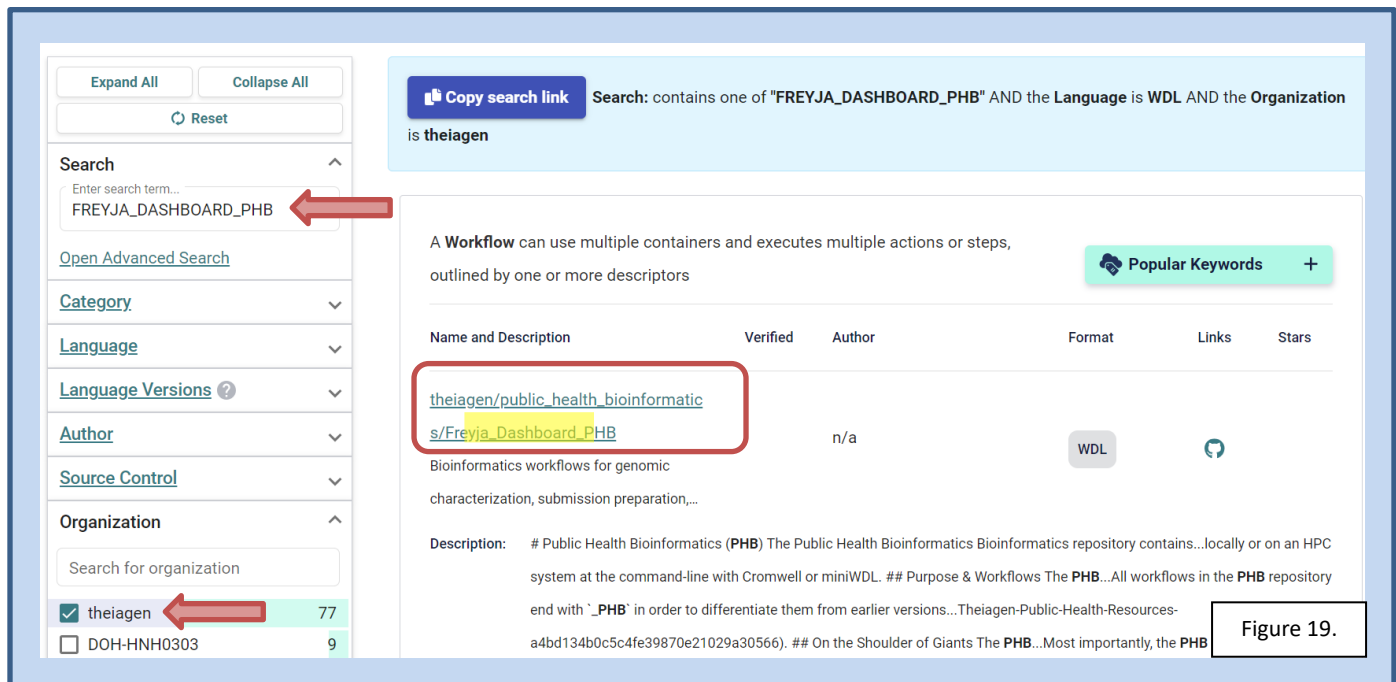 Expand All
Collapse All
Reset
Search
Enter search term...
FREYJA_DASHBOARD_PHB
Open Advanced Search
Category
Language
Language Versions ?
Author
Source Control
Organization
Search for organization
theiagen 77
DOH-HNH0303 9
Copy search link Search: contains one of "FREYJA_DASHBOARD_PHB" AND the Language is WDL AND the Organization
is theiagen
A Workflow can use multiple containers and executes multiple actions or steps,
outlined by one or more descriptors
Popular Keywords +
Name and Description Verified Author Format Links Stars
theiagen/public_health_bioinformatic
s/Freyja_Dashboard_PHB
n/a
WDL
Bioinformatics workflows for genomic
characterization, submission preparation,...
Description: # Public Health Bioinformatics (PHB) The Public Health Bioinformatics Bioinformatics repository contains...locally or on an HPC
system at the command-line with Cromwell or miniWDL. ## Purpose & Workflows The PHB...All workflows in the PHB repository
end with `_PHB` in order to differentiate them from earlier versions...Theiagen-Public-Health-Resources-
a4bd134b0c5c4fe39870e21029a30566). ## On the Shoulder of Giants The PHB...Most importantly, the PHB
Figure 19.